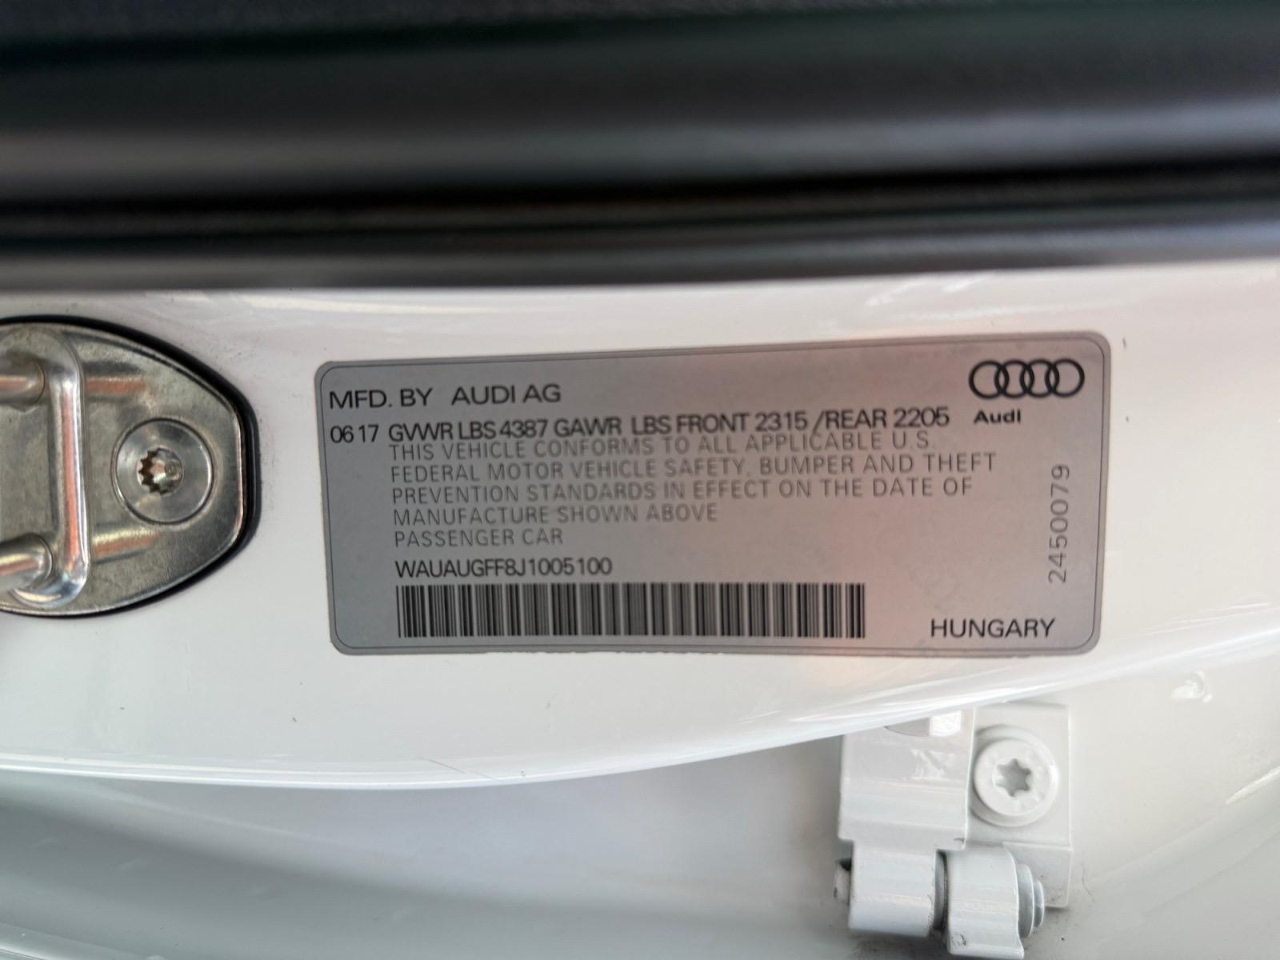 MFD. BY AUDI AG
Audi
06 17 GVWR LBS 4387 GAWR LBS FRONT 2315 /REAR 2205
THIS VEHICLE CONFORMS TO ALL APPLICABLE U.S.
FEDERAL MOTOR VEHICLE SAFETY, BUMPER AND THEFT
PREVENTION STANDARDS IN EFFECT ON THE DATE OF
MANUFACTURE SHOWN ABOVE
PASSENGER CAR
WAUAUGFF8J1005100
HUNGARY
2450079